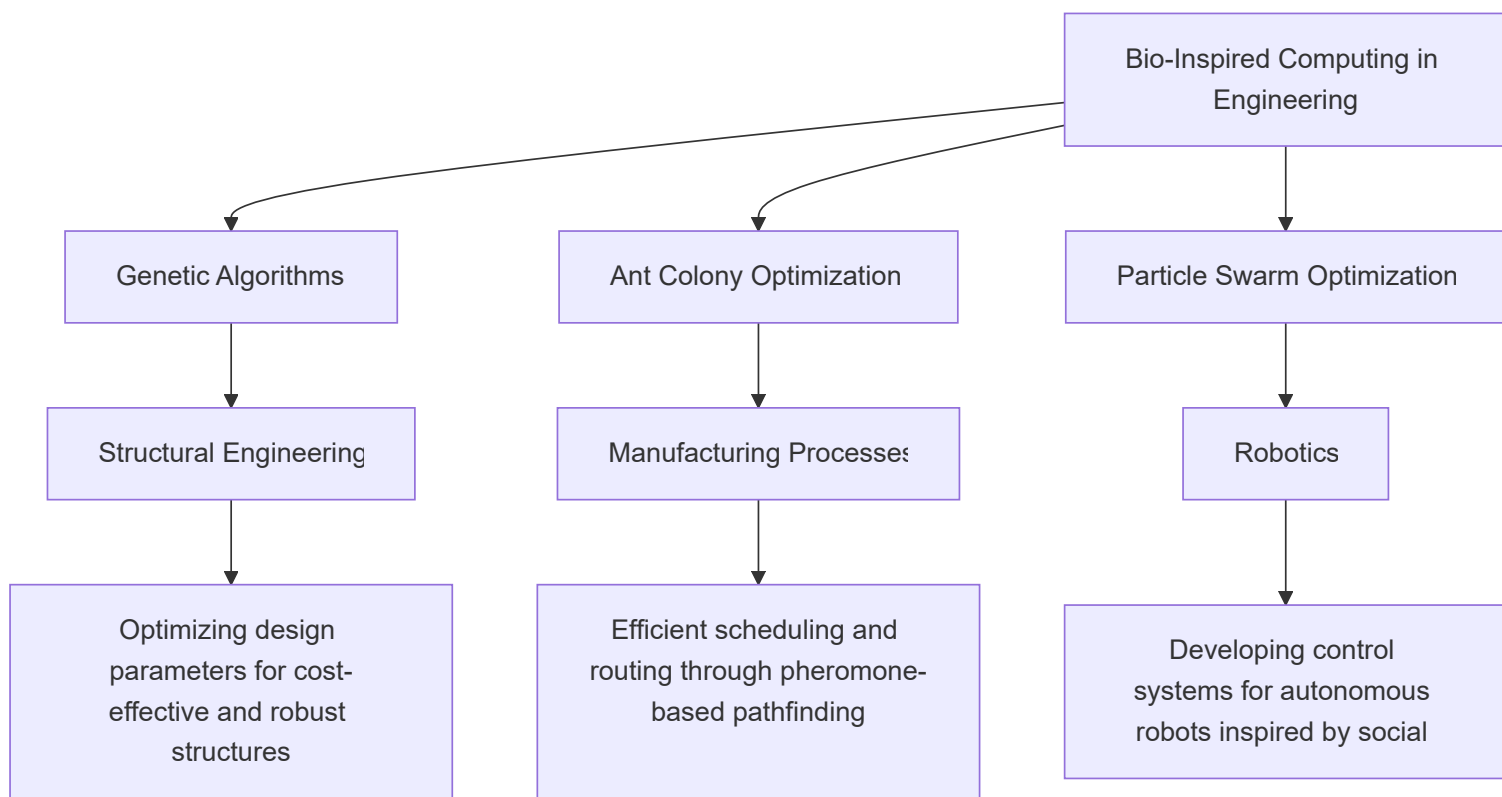 Bio-Inspired Computing in
Engineering
Genetic Algorithms
Ant Colony Optimization
Particle Swarm Optimization
Structural Engineering
Manufacturing Processes
Robotics
Optimizing design
parameters for cost-
effective and robust
structures
Efficient scheduling and
routing through pheromone-
based pathfinding
Developing control
systems for autonomous
robots inspired by social